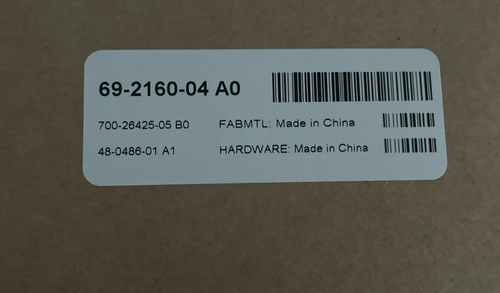 69-2160-04 A0
700-26425-05 B0 FABMTL: Made in China
48-0486-01 A1 HARDWARE: Made in China